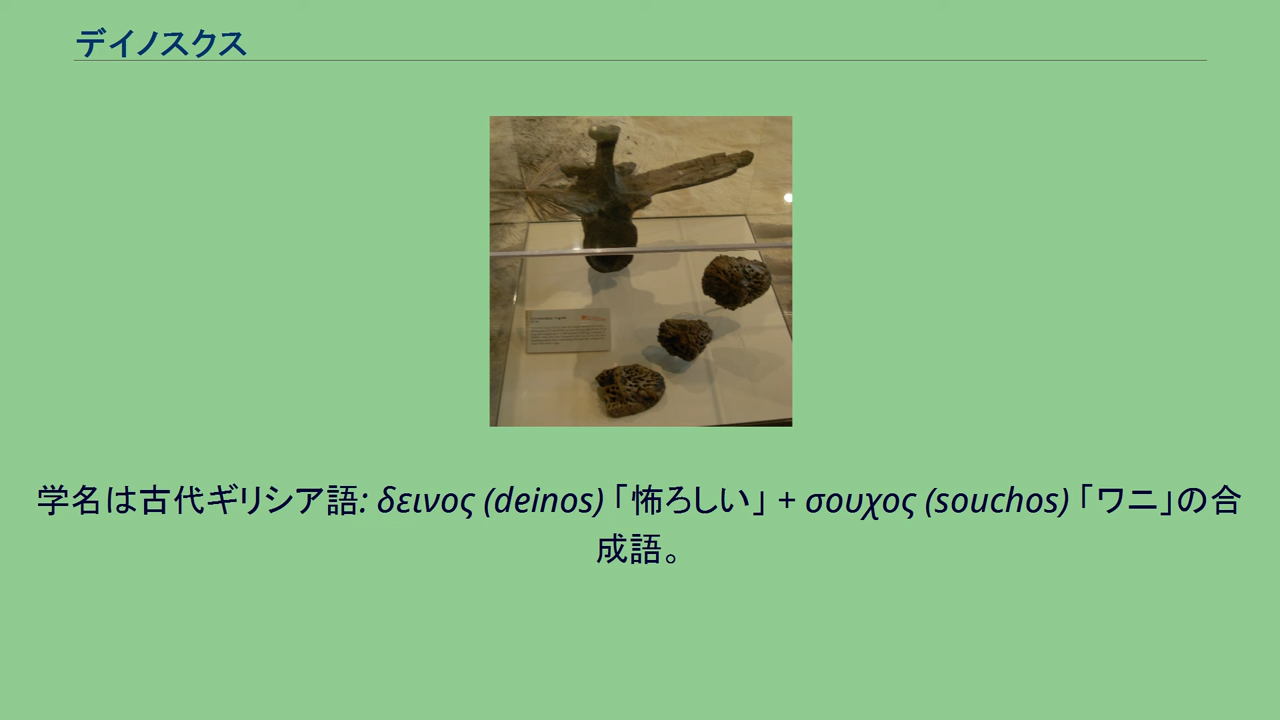 デイノスクス
学名は古代ギリシア語: δεινος (deinos) 「怖ろしい」 + σουχος (souchos) 「ワニ」の合
成語。